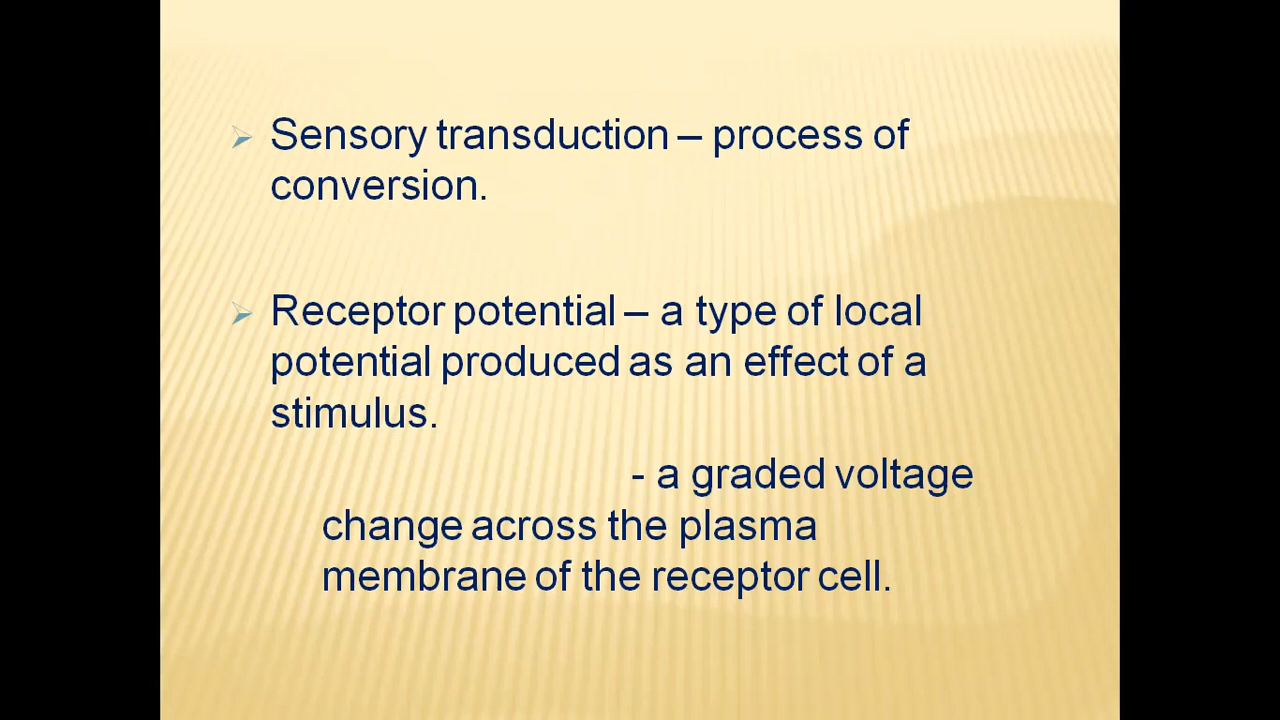 Sensory transduction – process of
conversion.
Receptor potential – a type of local
potential produced as an effect of a
stimulus.
- a graded voltage
change across the plasma
membrane of the receptor cell.